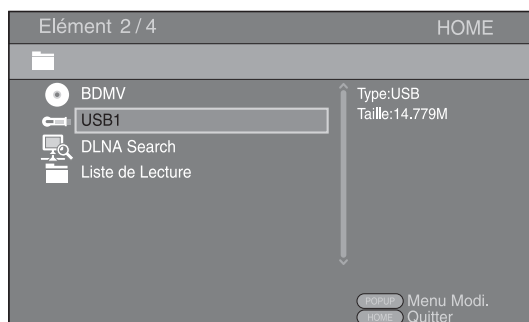 Elément 2/4
HOME
BDMV
USB1
DLNA Search
Liste de Lecture
Type:USB
Taille:14.779M
POPUP Menu Modi.
HOME Quitter